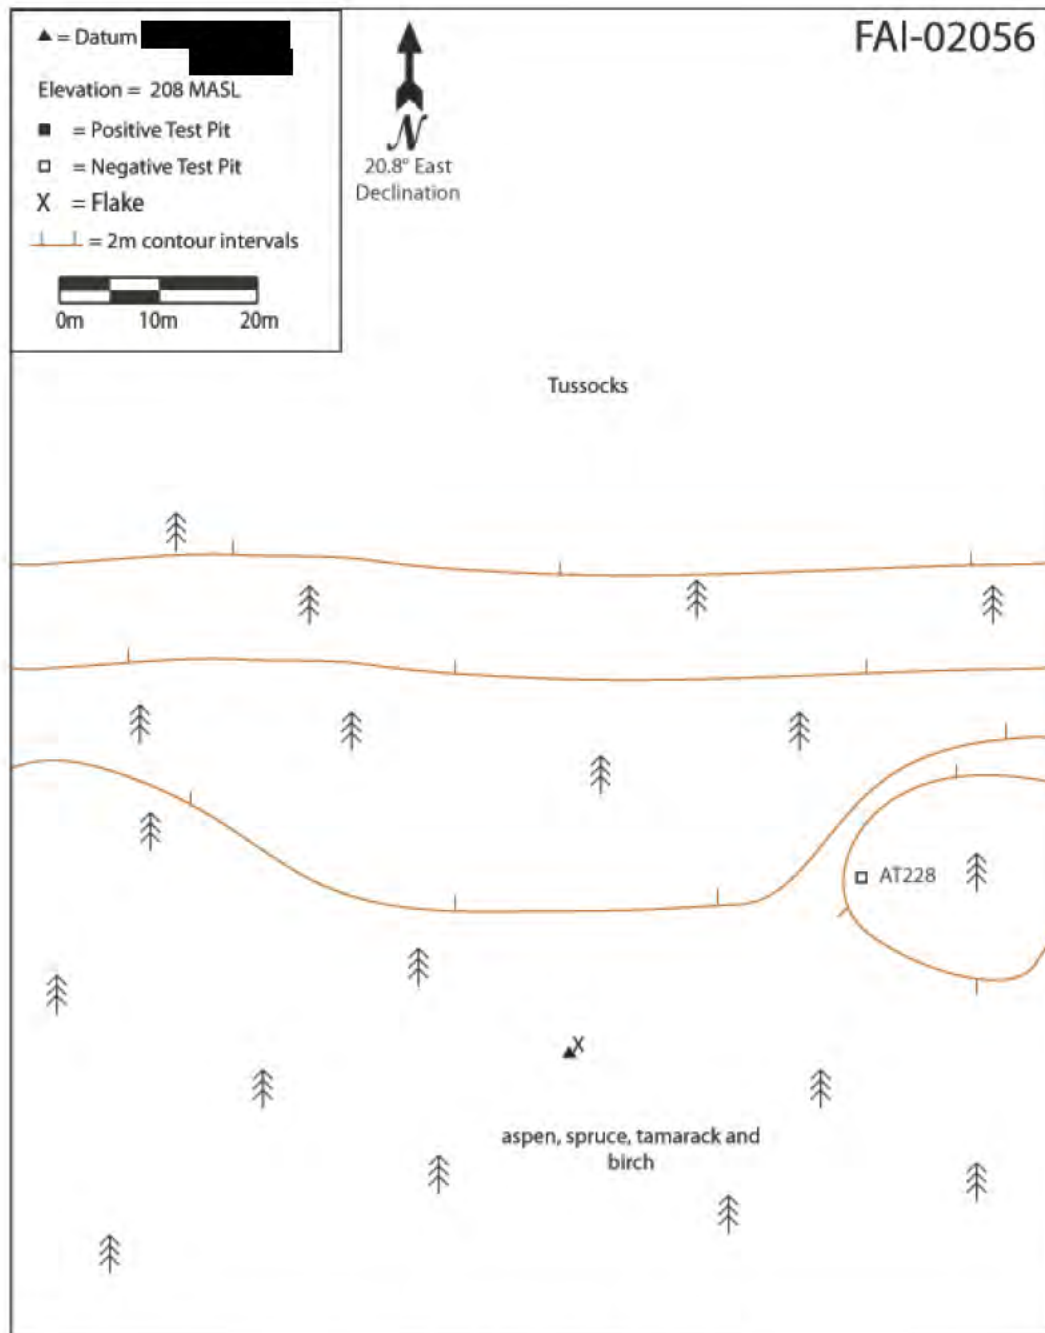 FAI-02056
▲ = Datum
Elevation = 208 MASL
■ = Positive Test Pit
□ = Negative Test Pit
X = Flake
= 2m contour intervals
0m 10m 20m
N
20.8° East
Declination
Tussocks
AT228
X
aspen, spruce, tamarack and
birch